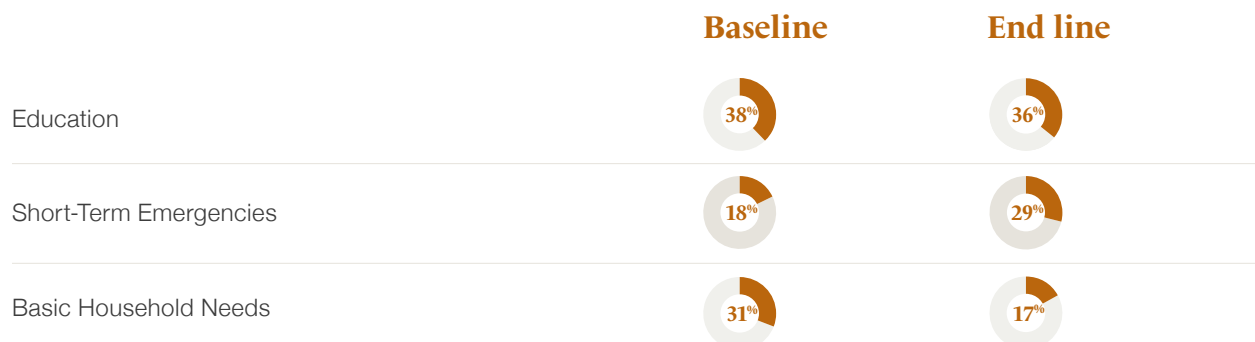 Baseline End line
Education 38% 36%
Short-Term Emergencies 18% 29%
Basic Household Needs 31% 17%